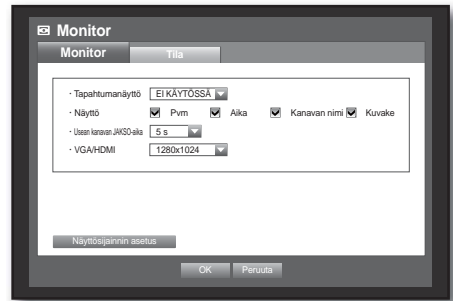 Monitor
Monitor Tila
· Tapahtumanäyttö EI KÄYTÖSSÄ
· Näyttö Pvm Aika Kanavan nimi Kuvake
· Usean kanavan JAKSO-aika 5 s
· VGA/HDMI 1280x1024
Näyttösijainnin asetus
OK Peruuta